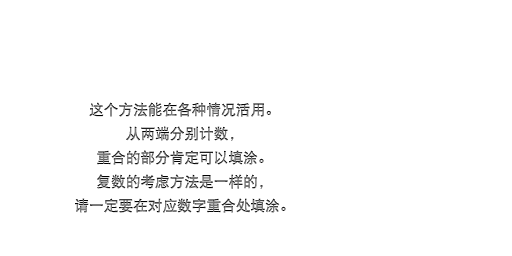 这个方法能在各种情况活用。
从两端分别计数，
重合的部分肯定可以填涂。
复数的考虑方法是一样的，
请一定要在对应数字重合处填涂。